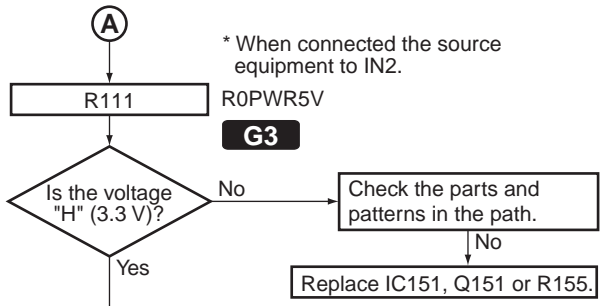 A
* When connected the source
equipment to IN2.
R111
R0PWR5V
G3
Is the voltage
"H" (3.3 V)?
No
Check the parts and
patterns in the path.
No
Yes
Replace IC151, Q151 or R155.